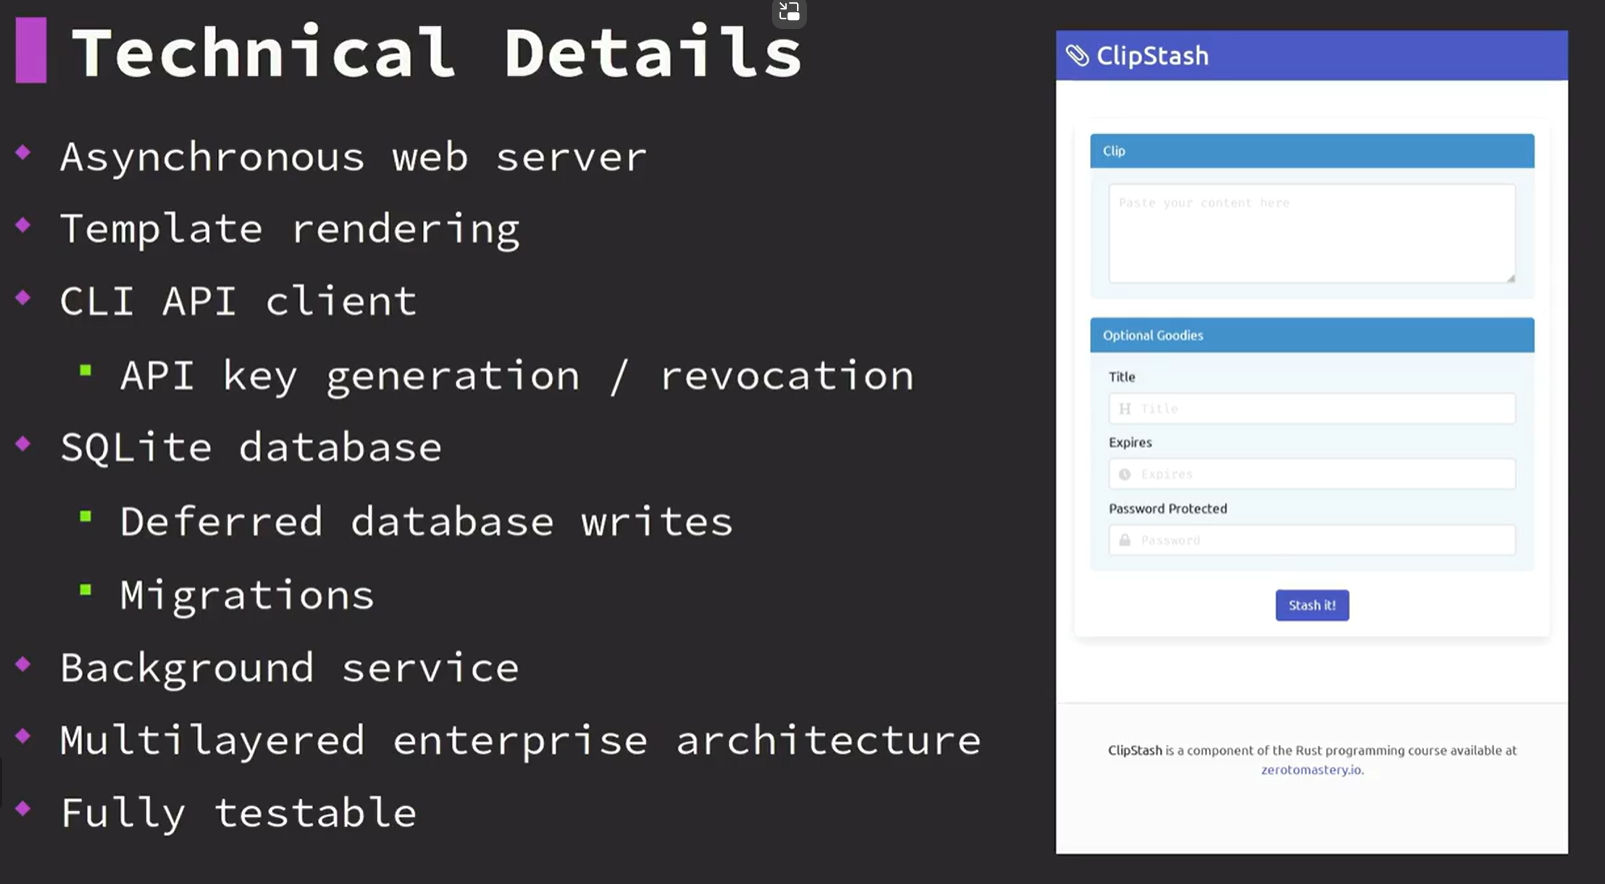 Technical Details
Asynchronous web server
Template rendering
CLI API client
API key generation / revocation
SQLite database
Deferred database writes
Migrations
Background service
Multilayered enterprise architecture
Fully testable
ClipStash
Clip
Paste your content here
Optional Goodies
Title
H Title
Expires
Expires
Password Protected
Password
Stash it!
ClipStash is a component of the Rust programming course available at
zerotomastery.io.